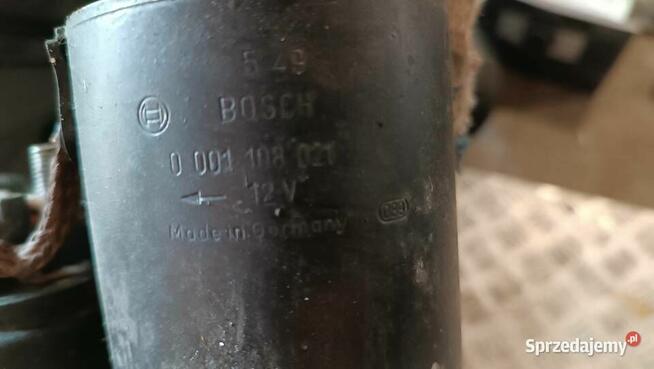 5 49
BOSCH
0 001 108 021
12 V
Made in Germany
Sprzedajemy.pl